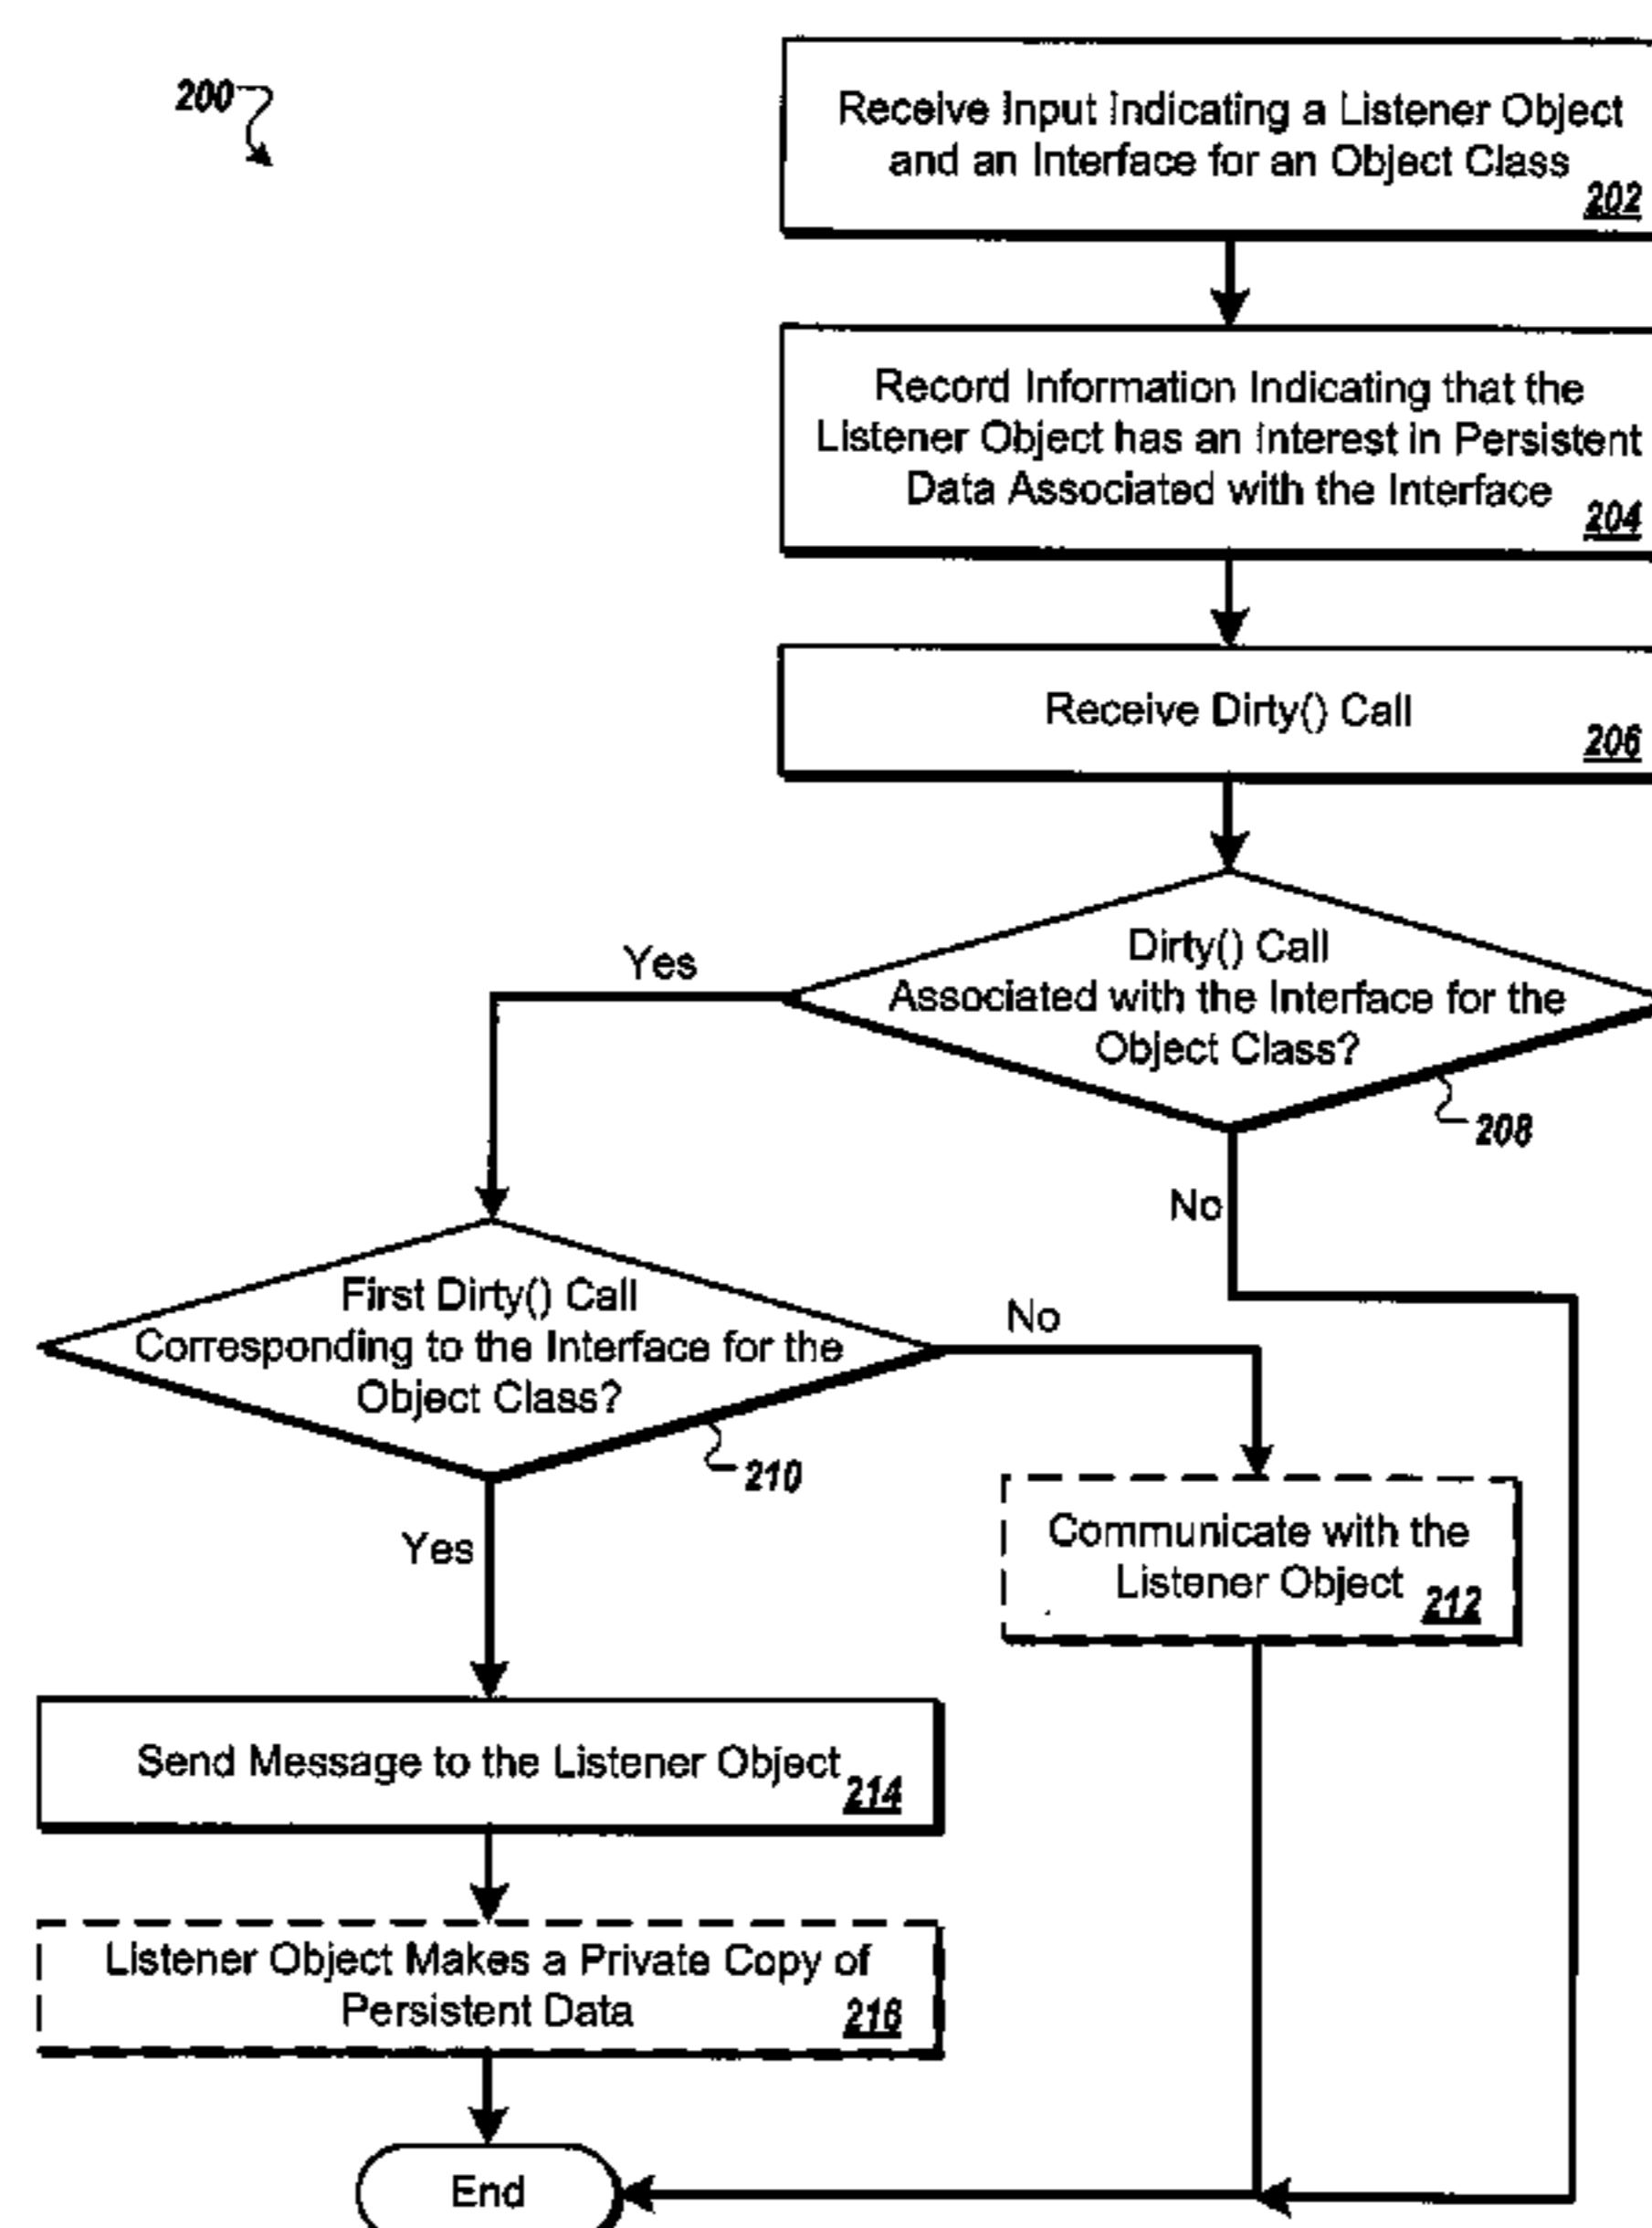 200
Receive Input Indicating a Listener Object
and an Interface for an Object Class
202
Record Information Indicating that the
Listener Object has an Interest in Persistent
Data Associated with the Interface
204
Receive Dirty() Call
206
Dirty() Call
Associated with the Interface for the
Object Class?
208
Yes
No
First Dirty() Call
Corresponding to the Interface for the
Object Class?
210
No
Yes
Communicate with the
Listener Object
212
Send Message to the Listener Object
214
Listener Object Makes a Private Copy of
Persistent Data
216
End